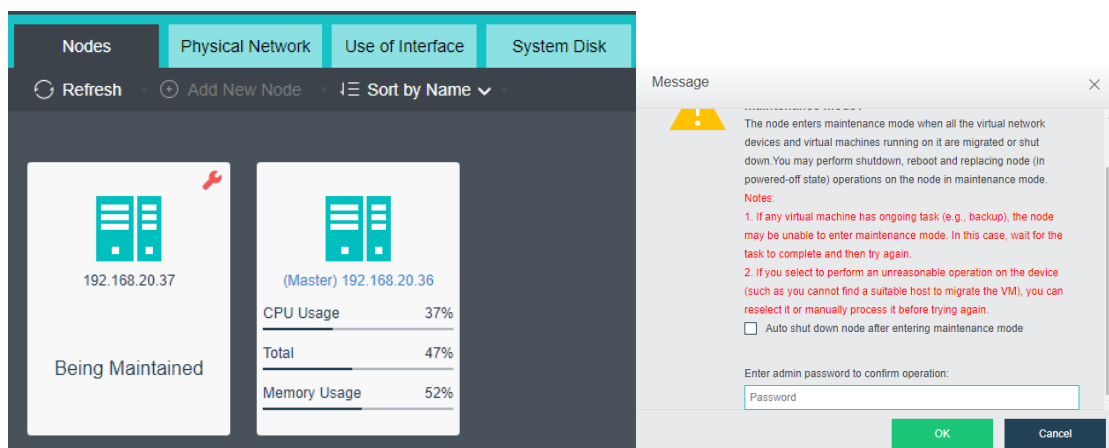 Nodes
Physical Network
Use of Interface
System Disk
Refresh
Add New Node
Sort by Name
192.168.20.37
Being Maintained
(Master) 192.168.20.36
CPU Usage 37%
Total 47%
Memory Usage 52%
Message
The node enters maintenance mode when all the virtual network
devices and virtual machines running on it are migrated or shut
down.You may perform shutdown, reboot and replacing node (in
powered-off state) operations on the node in maintenance mode.
Notes:
1. If any virtual machine has ongoing task (e.g., backup), the node
may be unable to enter maintenance mode. In this case, wait for the
task to complete and then try again.
2. If you select to perform an unreasonable operation on the device
(such as you cannot find a suitable host to migrate the VM), you can
reselect it or manually process it before trying again.
Auto shut down node after entering maintenance mode
Enter admin password to confirm operation:
Password
OK
Cancel